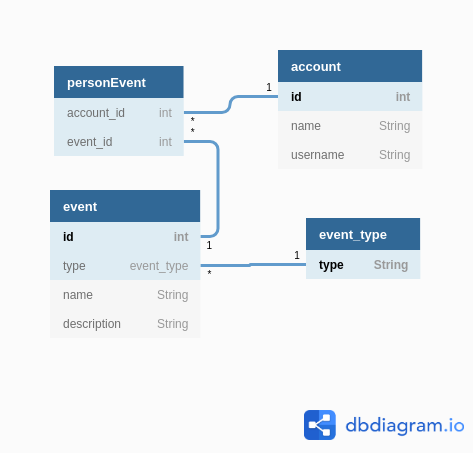 personEvent
account_id int
event_id int
*
*
1
account
id int
name String
username String
event
id int
type event_type
name String
description String
1
*
1
event_type
type String
dbdiagram.io